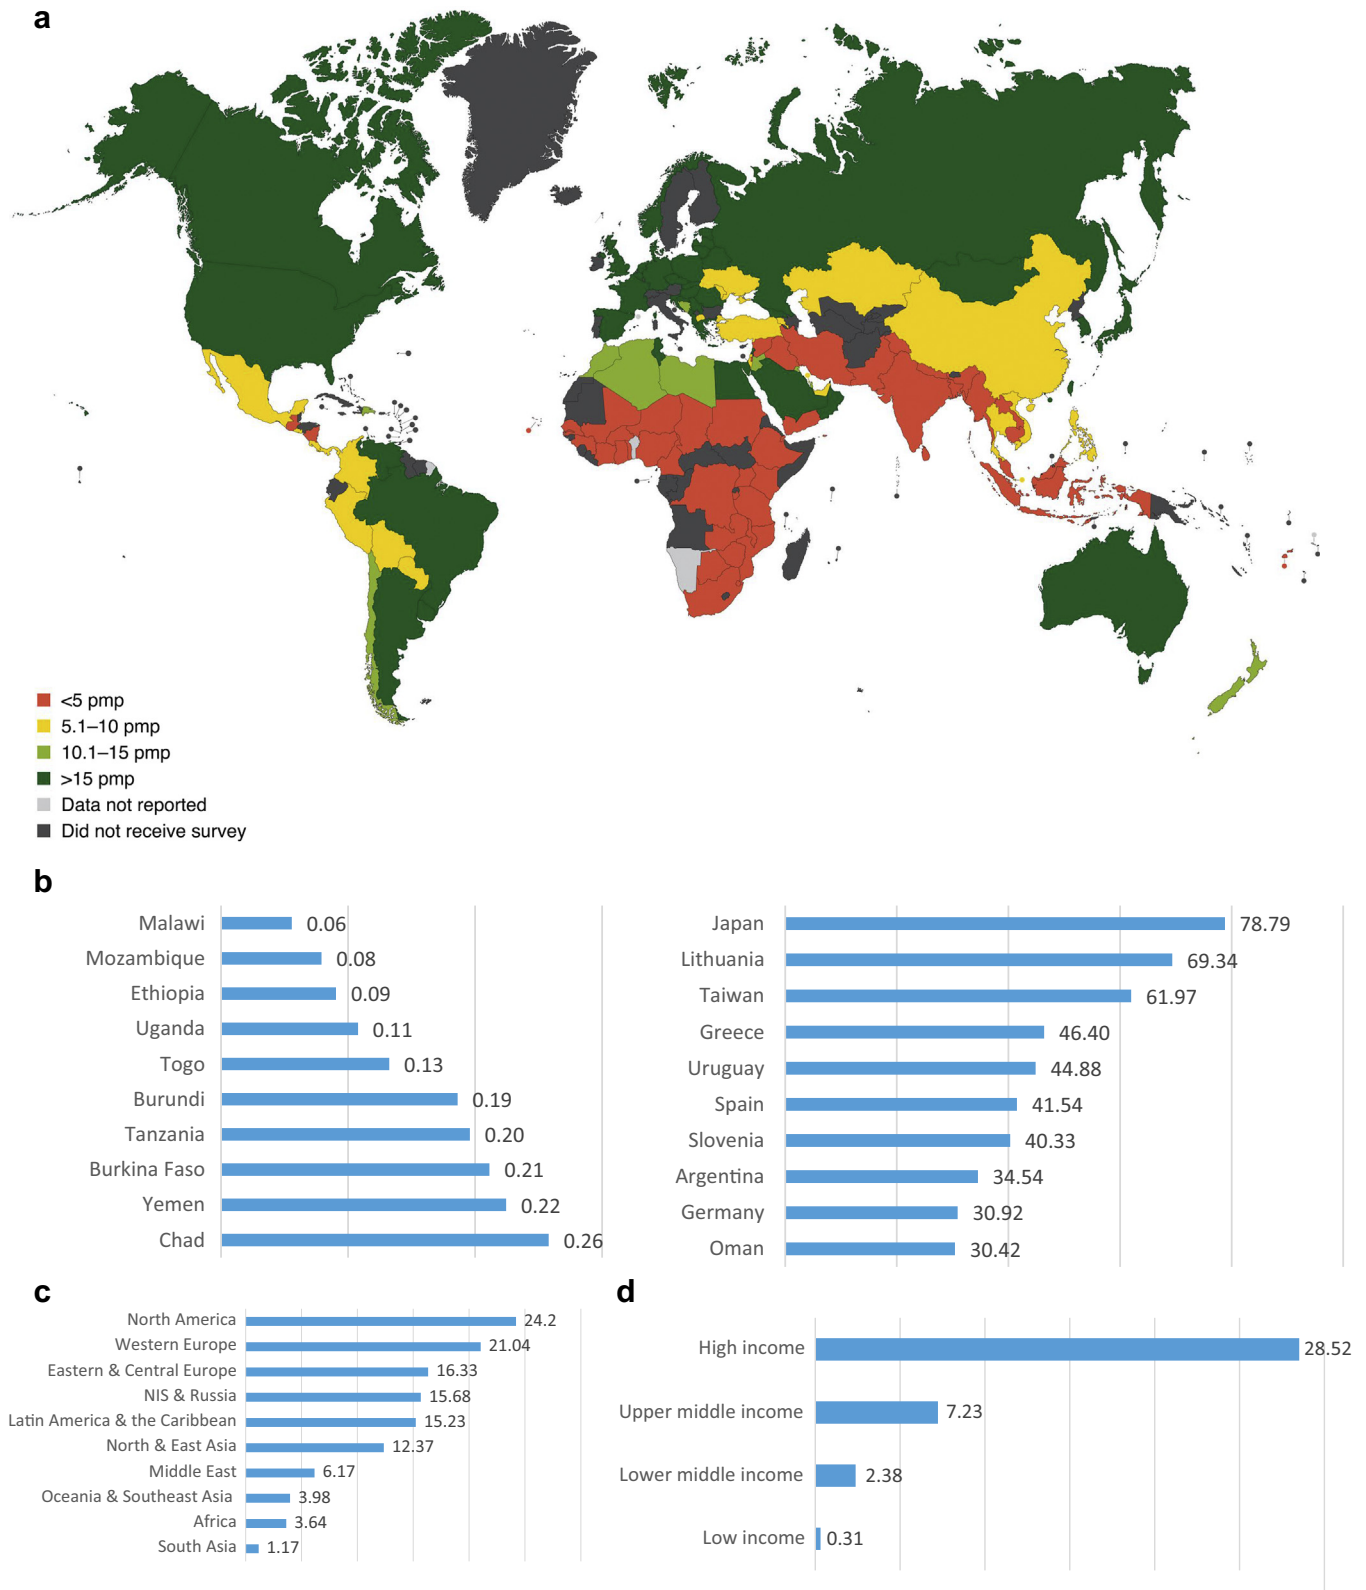 a
<5 pmp
5.1–10 pmp
10.1–15 pmp
>15 pmp
Data not reported
Did not receive survey
b
Malawi 0.06
Mozambique 0.08
Ethiopia 0.09
Uganda 0.11
Togo 0.13
Burundi 0.19
Tanzania 0.20
Burkina Faso 0.21
Yemen 0.22
Chad 0.26
Japan 78.79
Lithuania 69.34
Taiwan 61.97
Greece 46.40
Uruguay 44.88
Spain 41.54
Slovenia 40.33
Argentina 34.54
Germany 30.92
Oman 30.42
c
North America 24.2
Western Europe 21.04
Eastern & Central Europe 16.33
NIS & Russia 15.68
Latin America & the Caribbean 15.23
North & East Asia 12.37
Middle East 6.17
Oceania & Southeast Asia 3.98
Africa 3.64
South Asia 1.17
d
High income 28.52
Upper middle income 7.23
Lower middle income 2.38
Low income 0.31